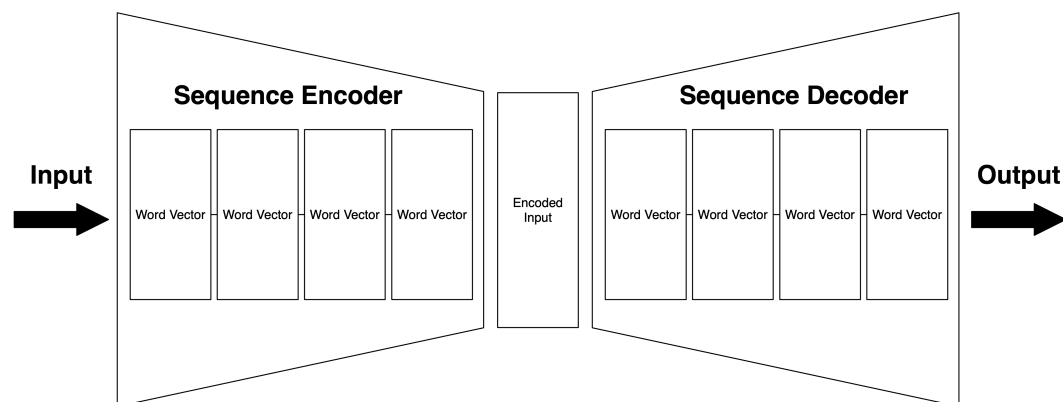 Sequence Encoder
Sequence Decoder
Input
Output
Word Vector
Word Vector
Word Vector
Word Vector
Encoded
Input
Word Vector
Word Vector
Word Vector
Word Vector